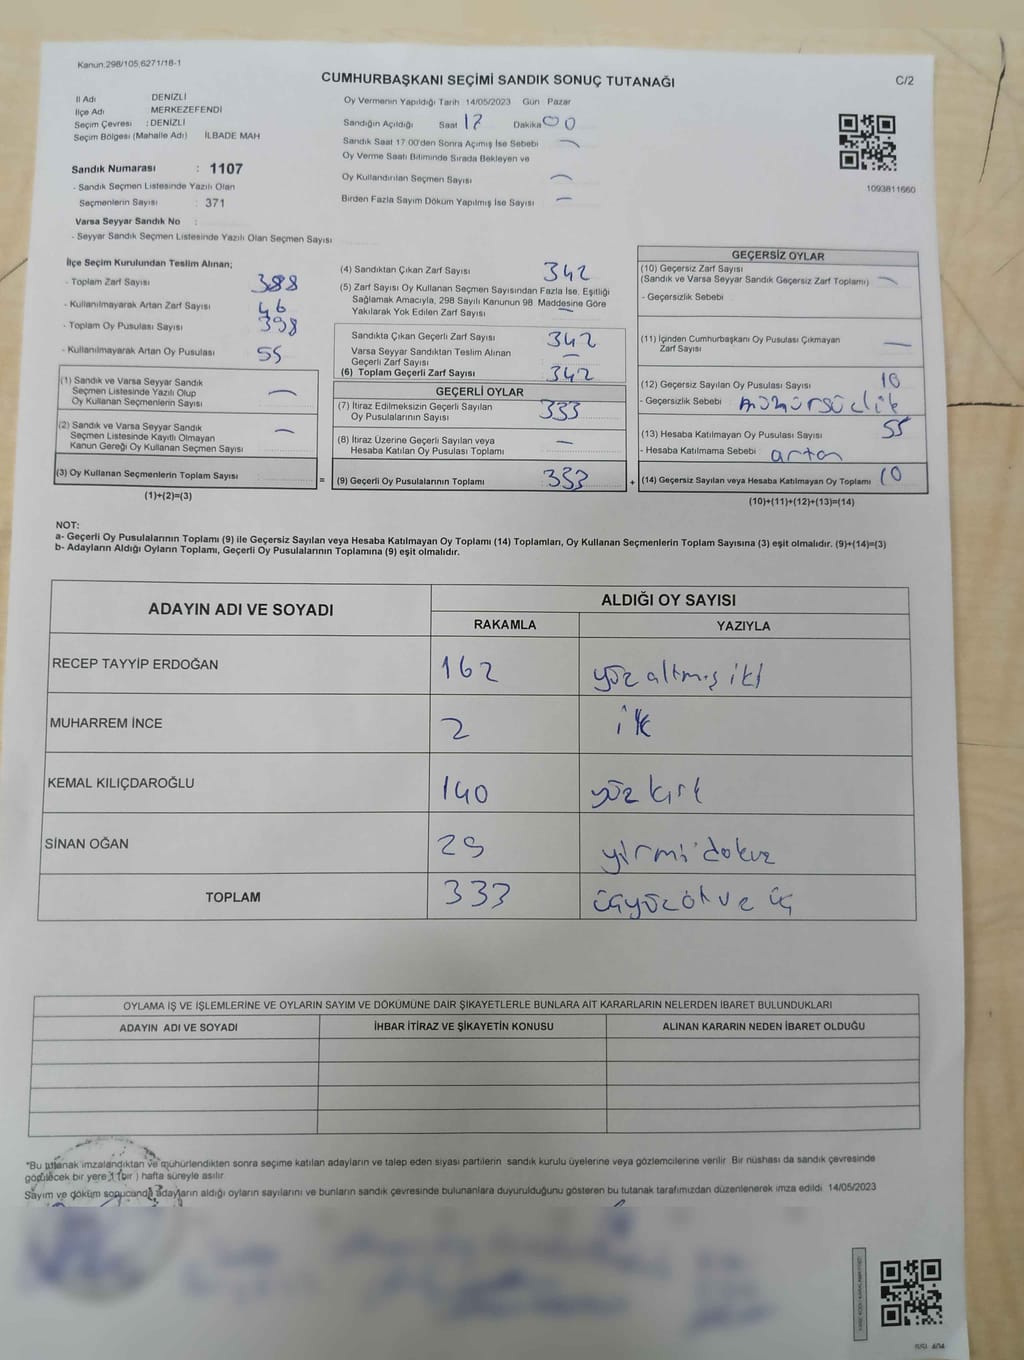 Kanun,298/105,6271/18-1
CUMHURBAŞKANI SEÇİMİ SANDIK SONUÇ TUTANAĞI
C/2
İl Adı DENİZLİ
İlçe Adı MERKEZEFENDİ
Seçim Çevresi : DENİZLİ
Seçim Bölgesi (Mahalle Adı) İLBADE MAH
Sandık Numarası : 1107
- Sandık Seçmen Listesinde Yazılı Olan
Seçmenlerin Sayısı : 371
Varsa Seyyar Sandık No :
- Seyyar Sandık Seçmen Listesinde Yazılı Olan Seçmen Sayısı
Oy Vermenin Yapıldığı Tarih 14/05/2023 Gün Pazar
Sandığın Açıldığı Saat 17 Dakika 00
Sandık Saat 17.00'den Sonra Açılmış İse Sebebi —
Oy Verme Saati Bitiminde Sırada Bekleyen ve
Oy Kullandırılan Seçmen Sayısı —
Birden Fazla Sayım Döküm Yapılmış İse Sayısı —
1093811660
İlçe Seçim Kurulundan Teslim Alınan;
- Toplam Zarf Sayısı 388
- Kullanılmayarak Artan Zarf Sayısı 46
- Toplam Oy Pusulası Sayısı 398
- Kullanılmayarak Artan Oy Pusulası 55
(1) Sandık ve Varsa Seyyar Sandık
Seçmen Listesinde Yazılı Olup
Oy Kullanan Seçmenlerin Sayısı —
(2) Sandık ve Varsa Seyyar Sandık
Seçmen Listesinde Kayıtlı Olmayan
Kanun Gereği Oy Kullanan Seçmen Sayısı —
(3) Oy Kullanan Seçmenlerin Toplam Sayısı =
(1)+(2)=(3)
(4) Sandıktan Çıkan Zarf Sayısı 342
(5) Zarf Sayısı Oy Kullanan Seçmen Sayısından Fazla İse, Eşitliği
Sağlamak Amacıyla, 298 Sayılı Kanunun 98. Maddesine Göre
Yakılarak Yok Edilen Zarf Sayısı —
Sandıkta Çıkan Geçerli Zarf Sayısı 342
Varsa Seyyar Sandıktan Teslim Alınan
Geçerli Zarf Sayısı —
(6) Toplam Geçerli Zarf Sayısı 342
GEÇERLİ OYLAR
(7) İtiraz Edilmeksizin Geçerli Sayılan
Oy Pusulalarının Sayısı 333
(8) İtiraz Üzerine Geçerli Sayılan veya
Hesaba Katılan Oy Pusulası Toplamı —
(9) Geçerli Oy Pusulalarının Toplamı 333 +
GEÇERSİZ OYLAR
(10) Geçersiz Zarf Sayısı
(Sandık ve Varsa Seyyar Sandık Geçersiz Zarf Toplamı) —
- Geçersizlik Sebebi
(11) İçinden Cumhurbaşkanı Oy Pusulası Çıkmayan
Zarf Sayısı —
(12) Geçersiz Sayılan Oy Pusulası Sayısı 10
- Geçersizlik Sebebi mühürsüzlük
(13) Hesaba Katılmayan Oy Pusulası Sayısı 55
- Hesaba Katılmama Sebebi artan
(14) Geçersiz Sayılan veya Hesaba Katılmayan Oy Toplamı 10
(10)+(11)+(12)+(13)=(14)
NOT:
a- Geçerli Oy Pusulalarının Toplamı (9) ile Geçersiz Sayılan veya Hesaba Katılmayan Oy Toplamı (14) Toplamları, Oy Kullanan Seçmenlerin Toplam Sayısına (3) eşit olmalıdır. (9)+(14)=(3)
b- Adayların Aldığı Oyların Toplamı, Geçerli Oy Pusulalarının Toplamına (9) eşit olmalıdır.
ADAYIN ADI VE SOYADI
ALDIĞI OY SAYISI
RAKAMLA YAZIYLA
RECEP TAYYİP ERDOĞAN 162 yüz altmış iki
MUHARREM İNCE 2 iki
KEMAL KILIÇDAROĞLU 140 yüz kırk
SİNAN OĞAN 29 yirmi dokuz
TOPLAM 333 üçyüz otuz üç
OYLAMA İŞ VE İŞLEMLERİNE VE OYLARIN SAYIM VE DÖKÜMÜNE DAİR ŞİKAYETLERLE BUNLARA AİT KARARLARIN NELERDEN İBARET BULUNDUKLARI
ADAYIN ADI VE SOYADI İHBAR İTİRAZ VE ŞİKAYETİN KONUSU ALINAN KARARIN NEDEN İBARET OLDUĞU
*Bu tutanak imzalandıktan ve mühürlendikten sonra seçime katılan adayların ve talep eden siyasi partilerin sandık kurulu üyelerine veya gözlemcilerine verilir. Bir nüshası da sandık çevresinde
görülecek bir yere 1 (bir ) hafta süreyle asılır.
Sayım ve döküm sonucunda adayların aldığı oyların sayılarını ve bunların sandık çevresinde bulunanlara duyurulduğunu gösteren bu tutanak tarafımızdan düzenlenerek imza edildi. 14/05/2023